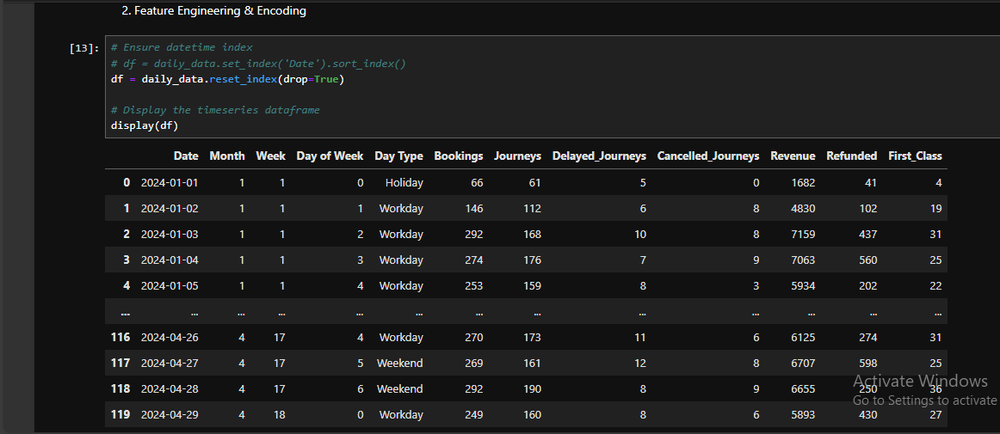 2. Feature Engineering & Encoding
[13]: # Ensure datetime index
# df = daily_data.set_index('Date').sort_index()
df = daily_data.reset_index(drop=True)
# Display the timeseries dataframe
display(df)
Date Month Week Day of Week Day Type Bookings Journeys Delayed_Journeys Cancelled_Journeys Revenue Refunded First_Class
0 2024-01-01 1 1 0 Holiday 66 61 5 0 1682 41 4
1 2024-01-02 1 1 1 Workday 146 112 6 8 4830 102 19
2 2024-01-03 1 1 2 Workday 292 168 10 8 7159 437 31
3 2024-01-04 1 1 3 Workday 274 176 7 9 7063 560 25
4 2024-01-05 1 1 4 Workday 253 159 8 3 5934 202 22
... ... ... ... ... ... ... ... ... ... ... ... ...
116 2024-04-26 4 17 4 Workday 270 173 11 6 6125 274 31
117 2024-04-27 4 17 5 Weekend 269 161 12 8 6707 598 25
118 2024-04-28 4 17 6 Weekend 292 190 8 9 6655 250 36
119 2024-04-29 4 18 0 Workday 249 160 8 6 5893 430 27
Activate Windows
Go to Settings to activate